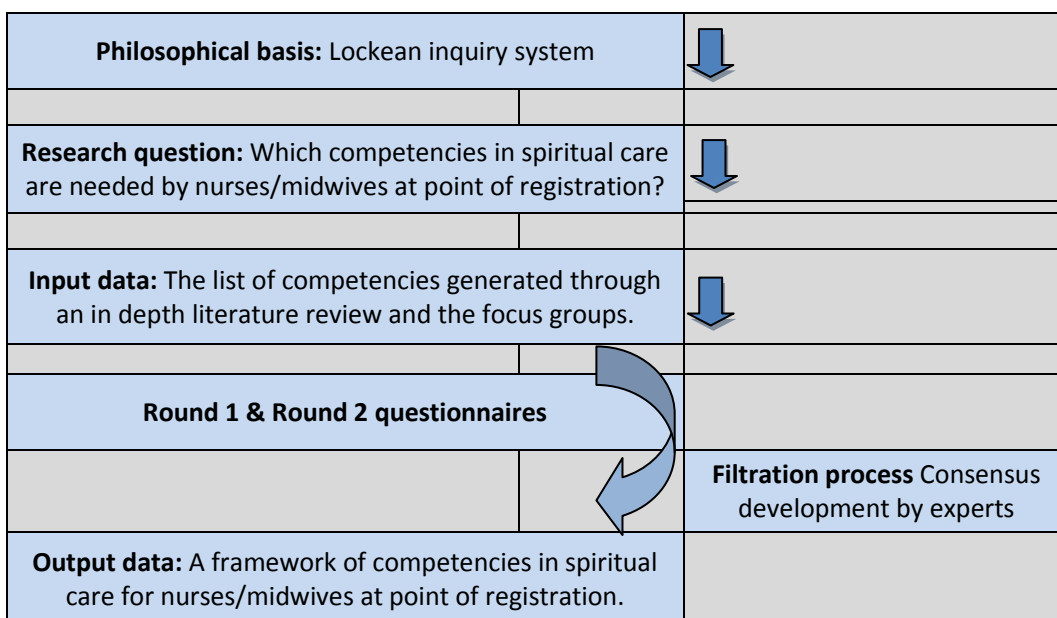 Philosophical basis: Lockean inquiry system
Research question: Which competencies in spiritual care
are needed by nurses/midwives at point of registration?
Input data: The list of competencies generated through
an in depth literature review and the focus groups.
Round 1 & Round 2 questionnaires
Filtration process Consensus
development by experts
Output data: A framework of competencies in spiritual
care for nurses/midwives at point of registration.